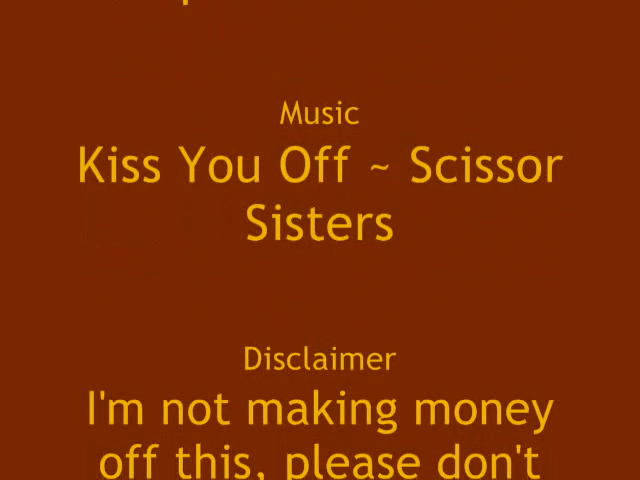 Music
Kiss You Off ~ Scissor
Sisters
Disclaimer
I'm not making money
off this, please don't